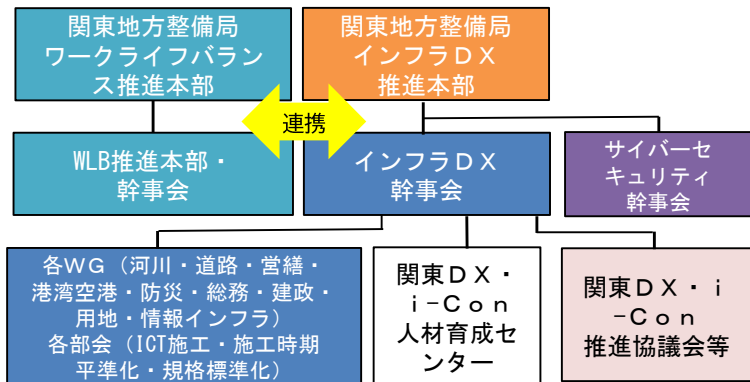 関東地方整備局
ワークライフバラン
ス推進本部
関東地方整備局
インフラDX
推進本部
連携
WLB推進本部・
幹事会
インフラDX
幹事会
サイバーセ
キュリティ
幹事会
各WG（河川・道路・営繕・
港湾空港・防災・総務・建政・
用地・情報インフラ）
各部会（ICT施工・施工時期
平準化・規格標準化）
関東DX・
i-Con
人材育成セ
ンター
関東DX・i
-Con
推進協議会等